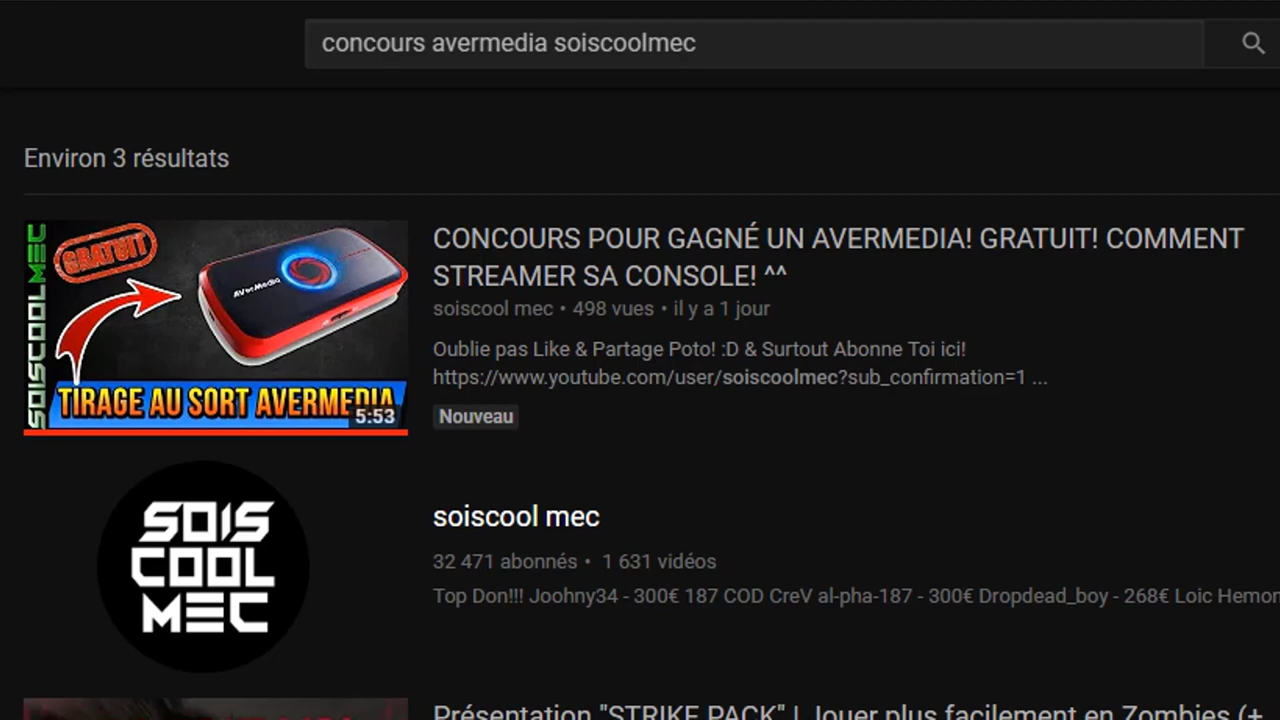 concours avermedia soiscoolmec
Environ 3 résultats
SOISCOOLMEC
GRATUIT
AVerMedia
TIRAGE AU SORT AVERMEDIA
5:53
CONCOURS POUR GAGNÉ UN AVERMEDIA! GRATUIT! COMMENT
STREAMER SA CONSOLE! ^^
soiscool mec • 498 vues • il y a 1 jour
Oublie pas Like & Partage Poto! :D & Surtout Abonne Toi ici!
https://www.youtube.com/user/soiscoolmec?sub_confirmation=1 ...
Nouveau
SOIS
COOL
MEC
soiscool mec
32 471 abonnés • 1 631 vidéos
Top Don!!! Joohny34 - 300€ 187 COD CreV al-pha-187 - 300€ Dropdead_boy - 268€ Loic Hemon
Présentation "STRIKE PACK" | Jouer plus facilement en Zombies (+